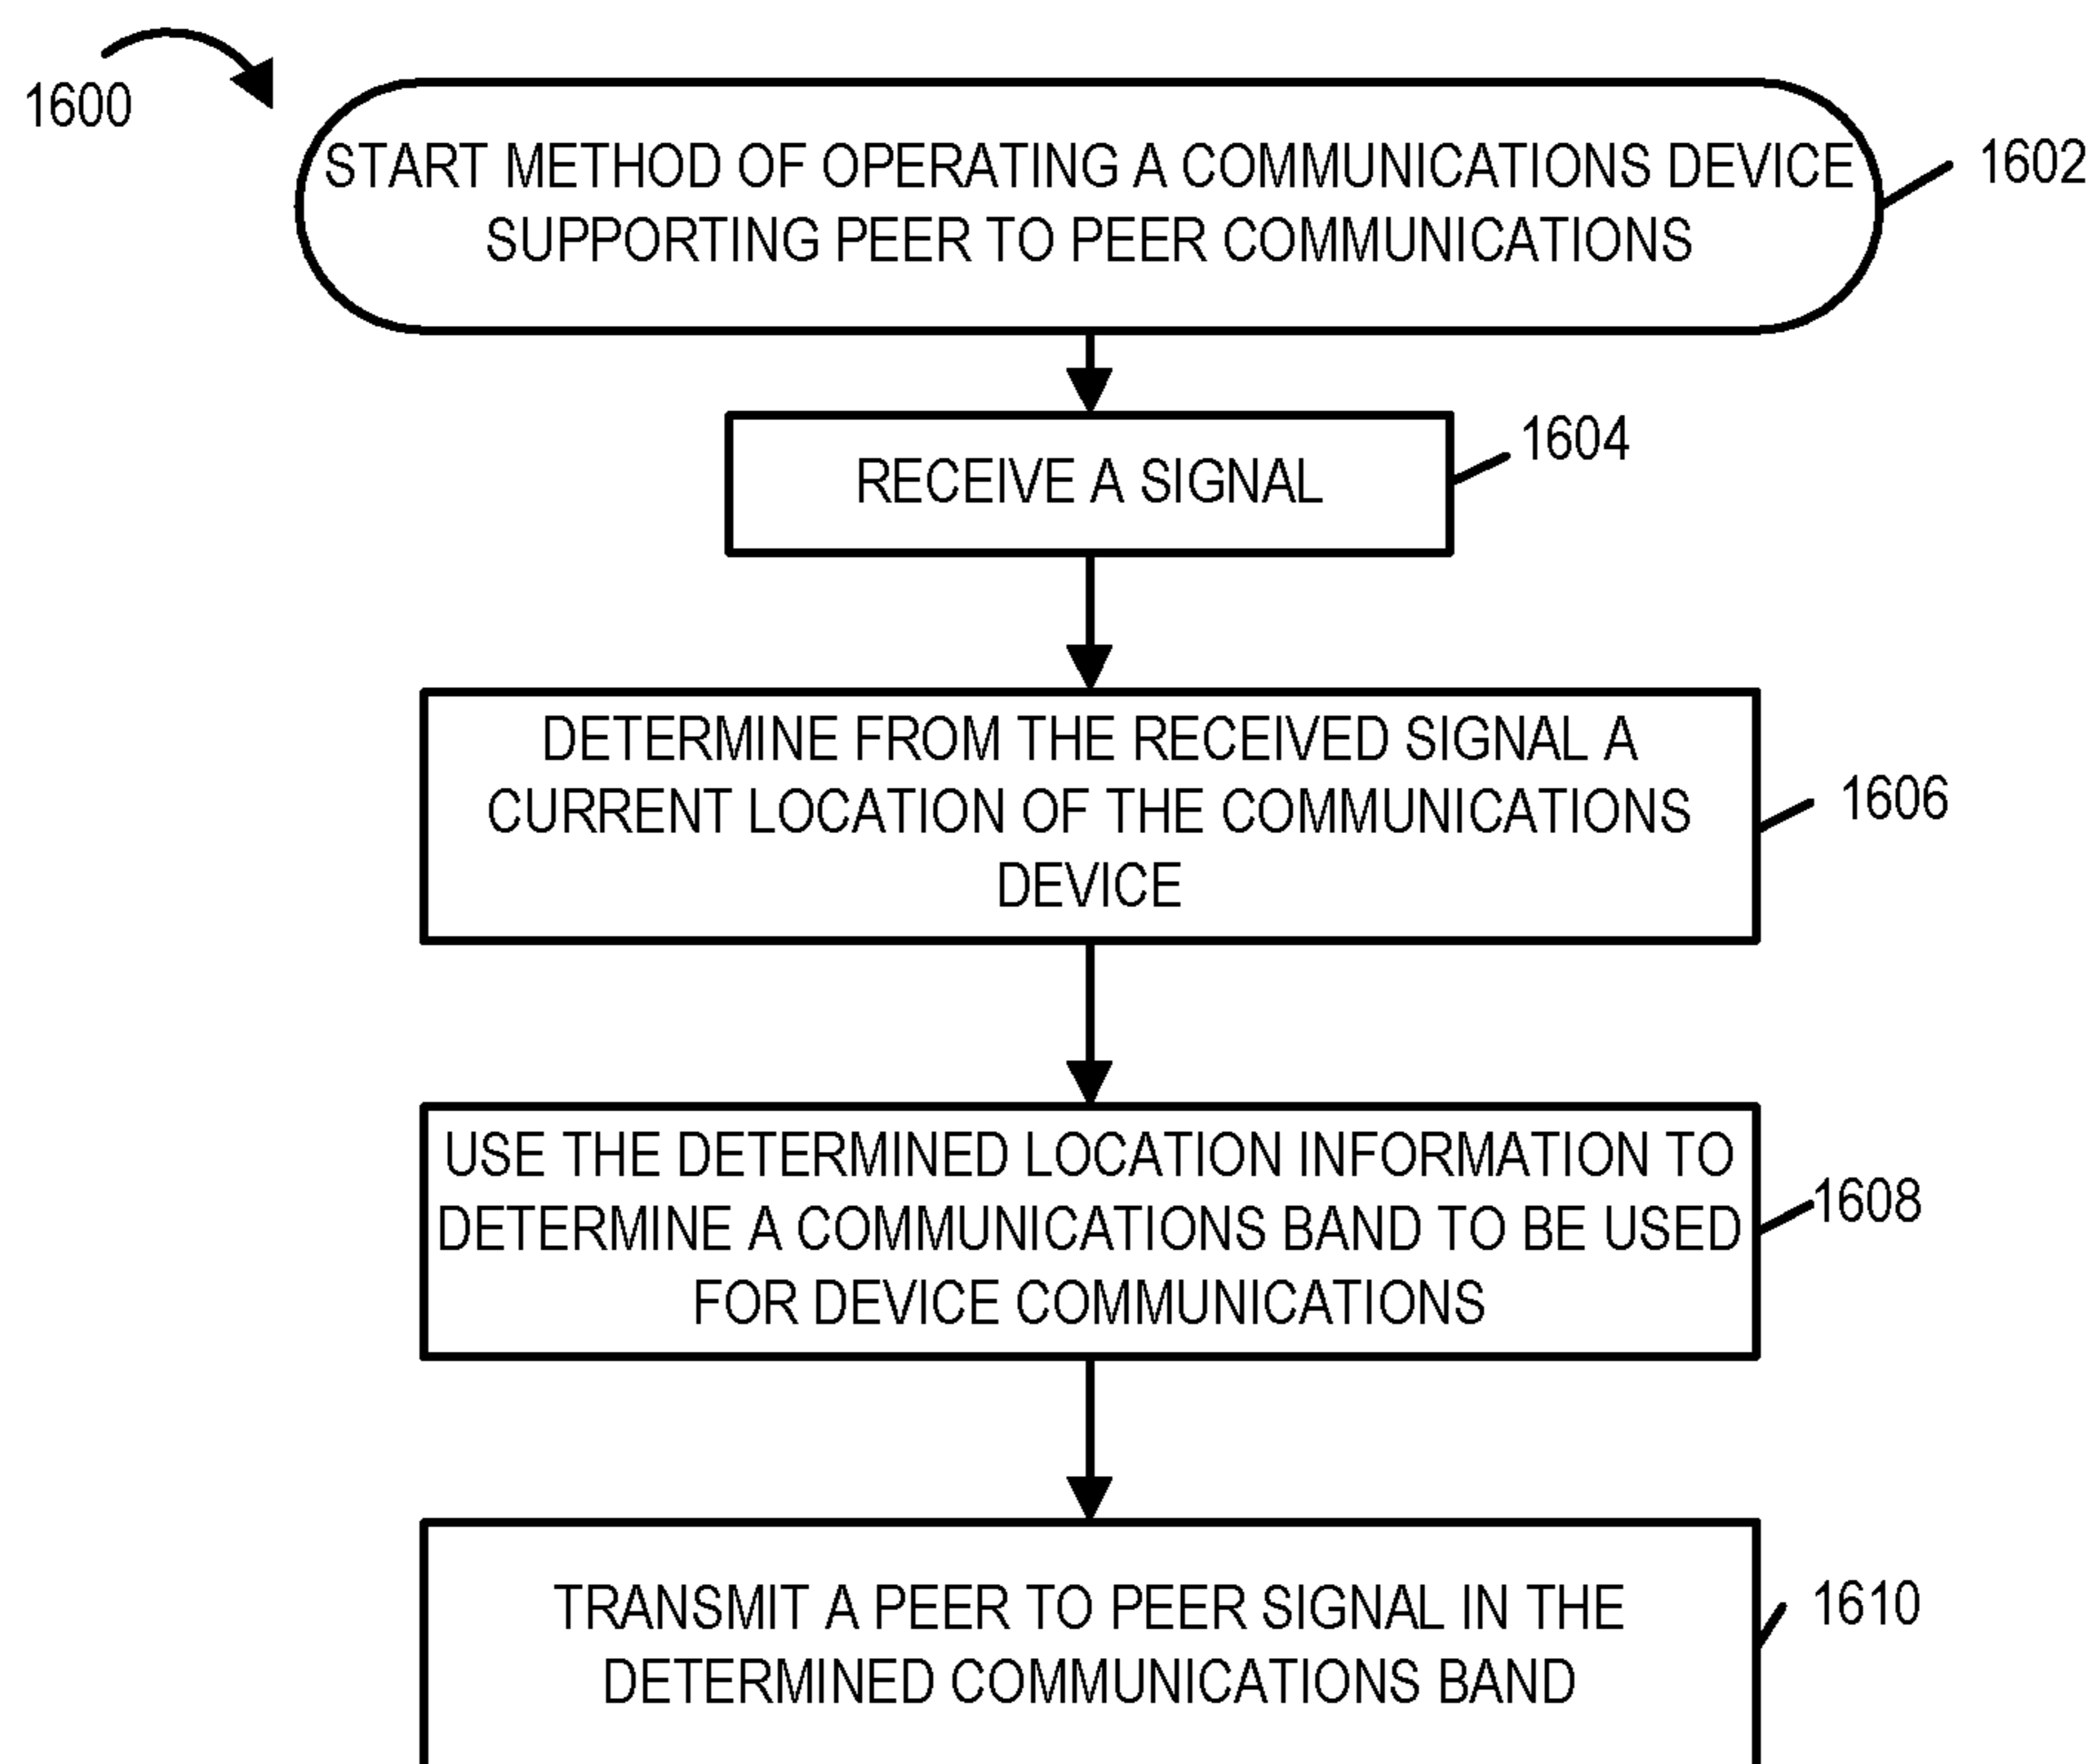 1600
START METHOD OF OPERATING A COMMUNICATIONS DEVICE
SUPPORTING PEER TO PEER COMMUNICATIONS
1602
RECEIVE A SIGNAL
1604
DETERMINE FROM THE RECEIVED SIGNAL A
CURRENT LOCATION OF THE COMMUNICATIONS
DEVICE
1606
USE THE DETERMINED LOCATION INFORMATION TO
DETERMINE A COMMUNICATIONS BAND TO BE USED
FOR DEVICE COMMUNICATIONS
1608
TRANSMIT A PEER TO PEER SIGNAL IN THE
DETERMINED COMMUNICATIONS BAND
1610